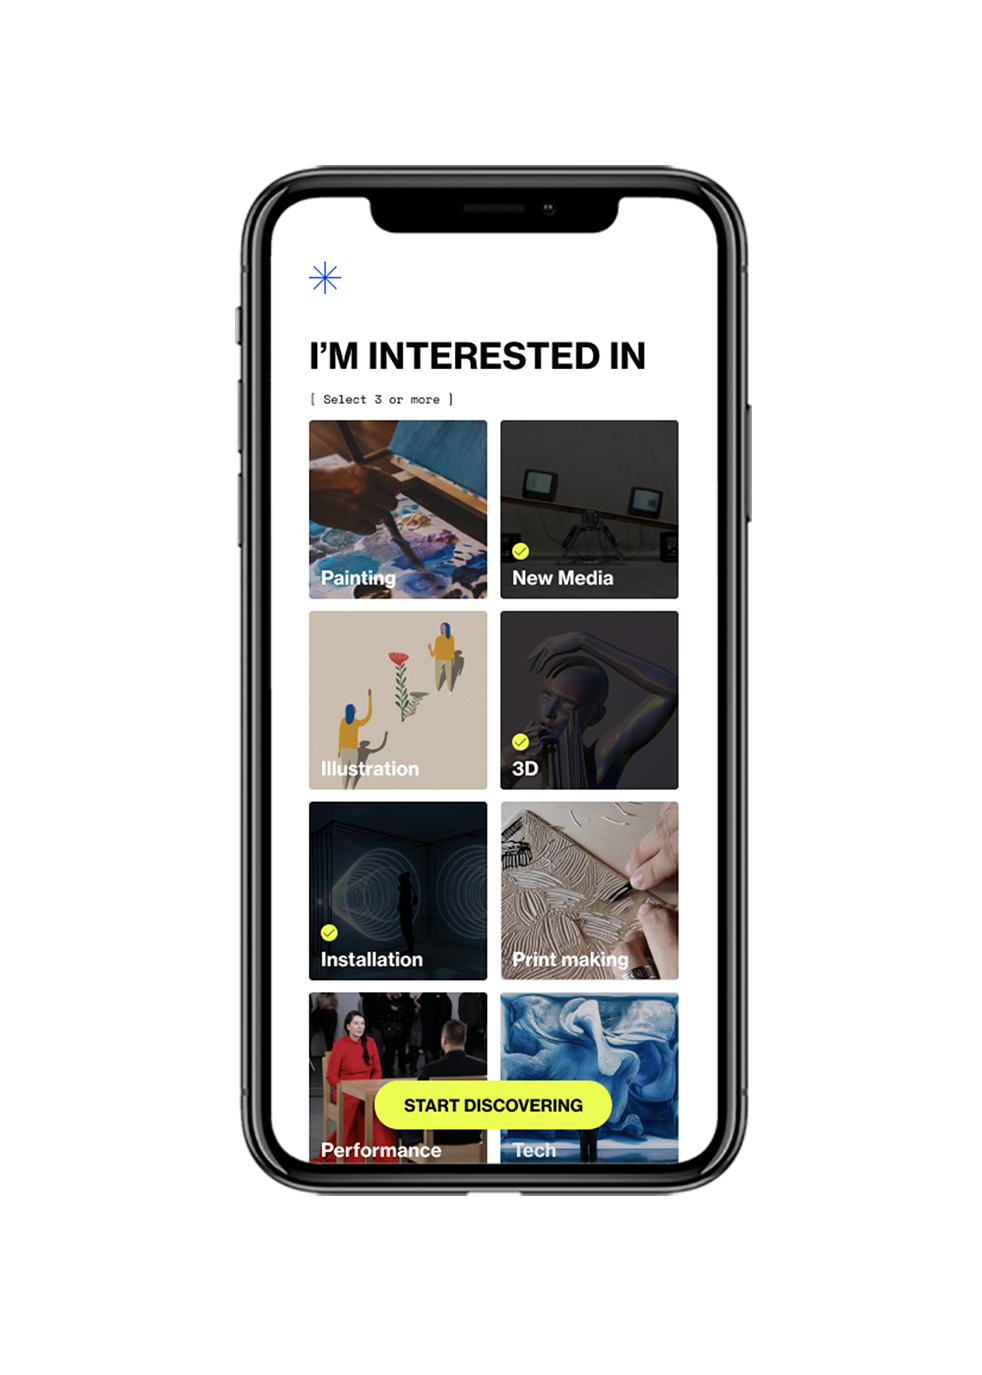 I'M INTERESTED IN
[ Select 3 or more ]
Painting
New Media
Illustration
3D
Installation
Print making
START DISCOVERING
Performance
Tech